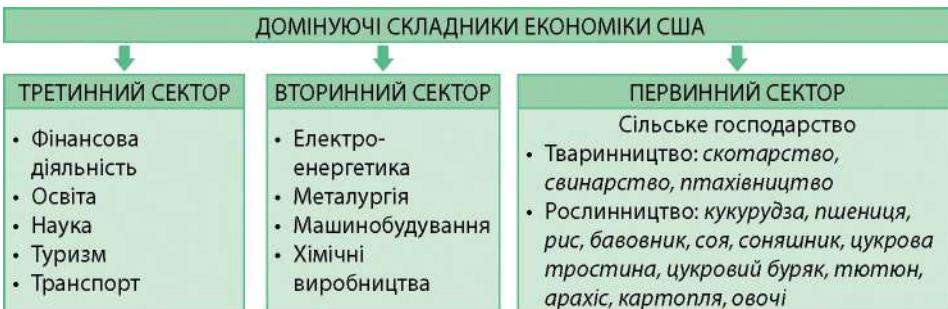 ДОМІНУЮЧІ СКЛАДНИКИ ЕКОНОМІКИ США
ТРЕТИННИЙ СЕКТОР
• Фінансова
діяльність
• Освіта
• Наука
• Туризм
• Транспорт
ВТОРИННИЙ СЕКТОР
• Електро-
енергетика
• Металургія
• Машинобудування
• Хімічні
виробництва
ПЕРВИННИЙ СЕКТОР
Сільське господарство
• Тваринництво: скотарство,
свинарство, птахівництво
• Рослинництво: кукурудза, пшениця,
рис, бавовник, соя, соняшник, цукрова
тростина, цукровий буряк, тютюн,
арахіс, картопля, овочі